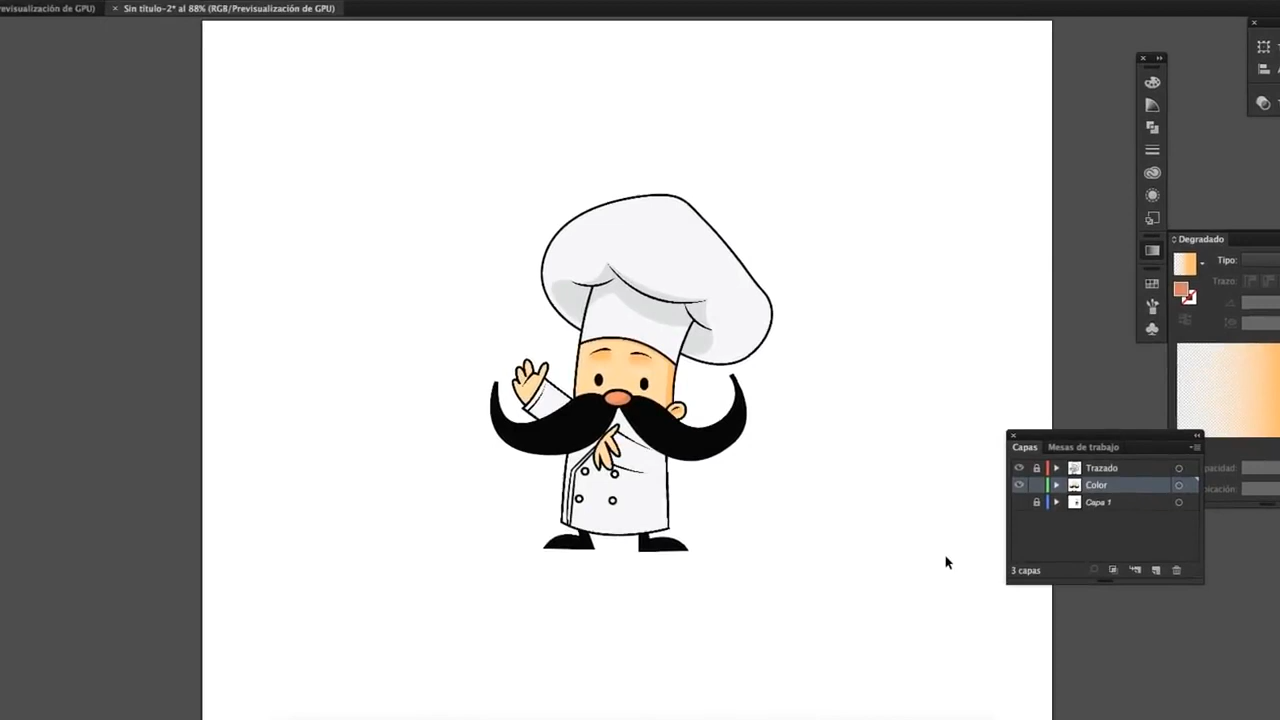 revisualización de GPU)
× Sin título-2* al 88% (RGB/Previsualización de GPU)
Degradado
Tipo:
Trazo:
Capas
Mesas de trabajo
Trazado
Color
Capa 1
3 capas
pacidad:
bicación: